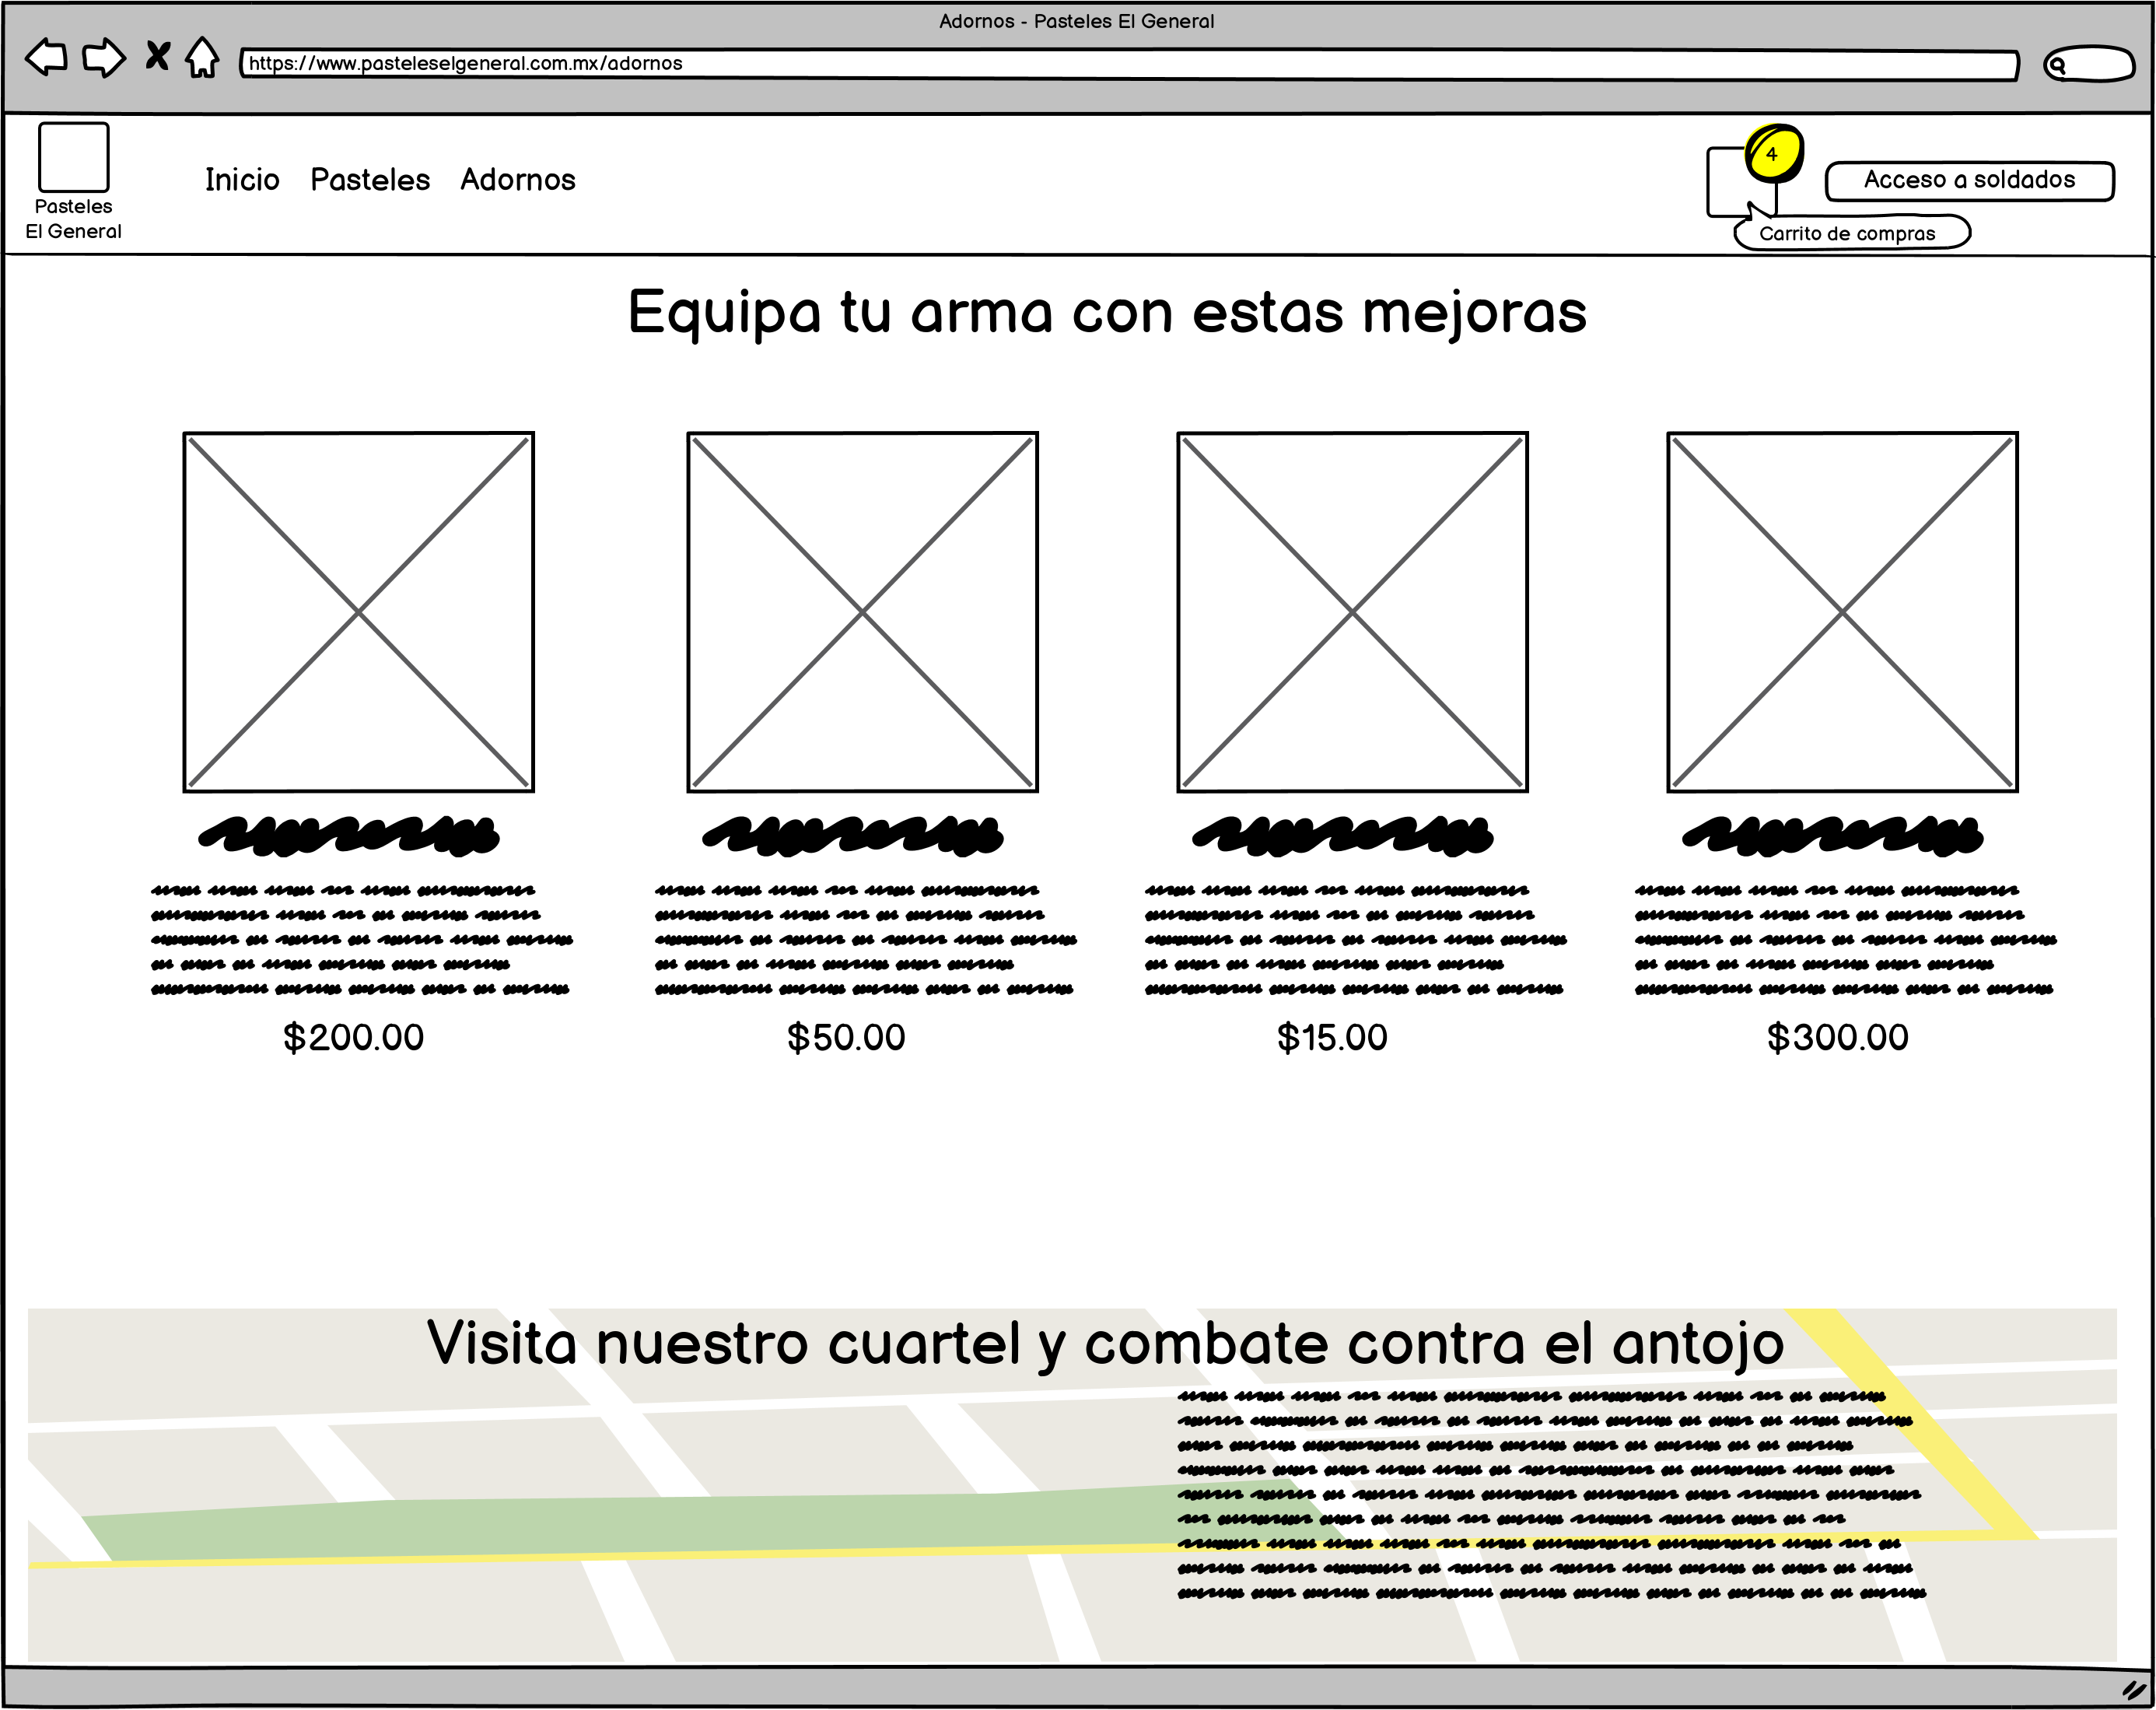 Adornos - Pasteles El General
https://www.pasteleselgeneral.com.mx/adornos
Pasteles
El General
Inicio Pasteles Adornos
4
Carrito de compras
Acceso a soldados
Equipa tu arma con estas mejoras
$200.00 $50.00 $15.00 $300.00
Visita nuestro cuartel y combate contra el antojo